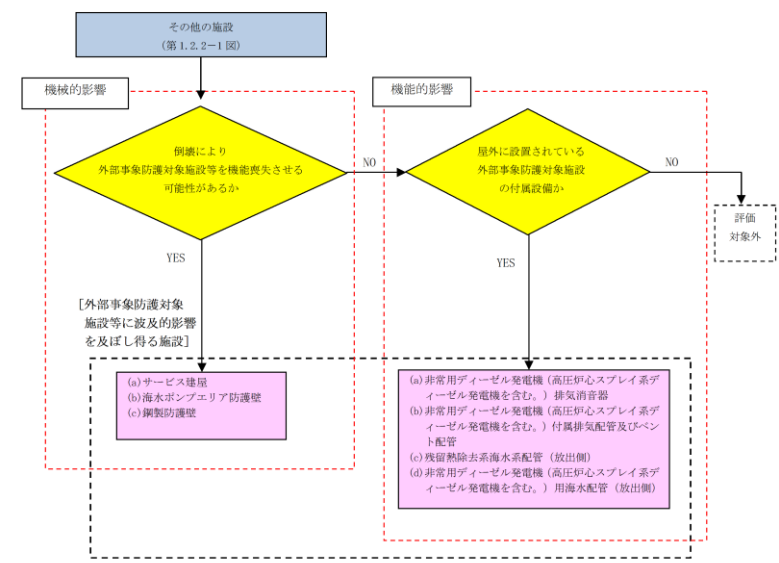 その他の施設
(第 1.2.2－1 図)
機械的影響
機能的影響
倒壊により
外部事象防護対象施設等を機能喪失させる
可能性があるか
NO
屋外に設置されている
外部事象防護対象施設
の付属設備か
NO
評価
対象外
YES
YES
[外部事象防護対象
施設等に波及的影響
を及ぼし得る施設]
(a)サービス建屋
(b)海水ポンプエリア防護壁
(c)鋼製防護壁
(a)非常用ディーゼル発電機(高圧炉心スプレイ系デ
ィーゼル発電機を含む。)排気消音器
(b)非常用ディーゼル発電機(高圧炉心スプレイ系デ
ィーゼル発電機を含む。)付属排気配管及びベン
ト配管
(c)残留熱除去系海水系配管(放出側)
(d)非常用ディーゼル発電機(高圧炉心スプレイ系デ
ィーゼル発電機を含む。)用海水配管(放出側)